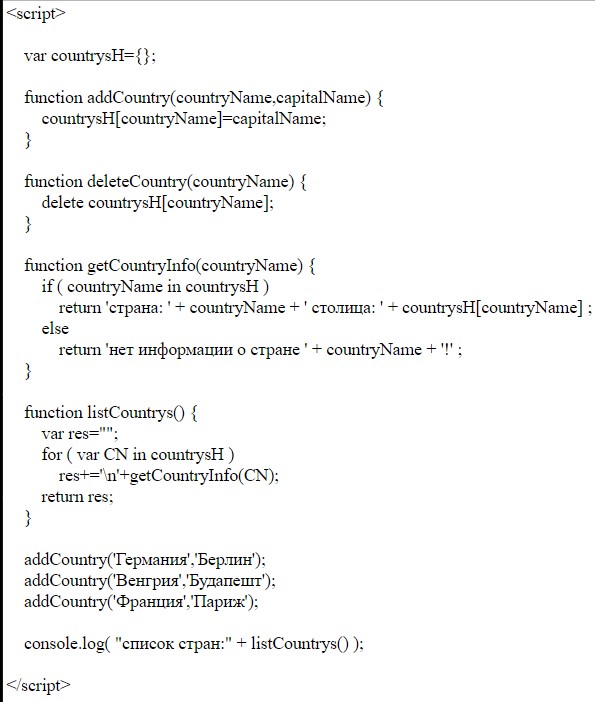 <script>
var countrysH={};
function addCountry(countryName,capitalName) {
countrysH[countryName]=capitalName;
}
function deleteCountry(countryName) {
delete countrysH[countryName];
}
function getCountryInfo(countryName) {
if ( countryName in countrysH )
return 'страна: ' + countryName + ' столица: ' + countrysH[countryName] ;
else
return 'нет информации о стране ' + countryName + '!' ;
}
function listCountrys() {
var res="";
for ( var CN in countrysH )
res+='\n'+getCountryInfo(CN);
return res;
}
addCountry('Германия','Берлин');
addCountry('Венгрия','Будапешт');
addCountry('Франция','Париж');
console.log( "список стран:" + listCountrys() );
</script>